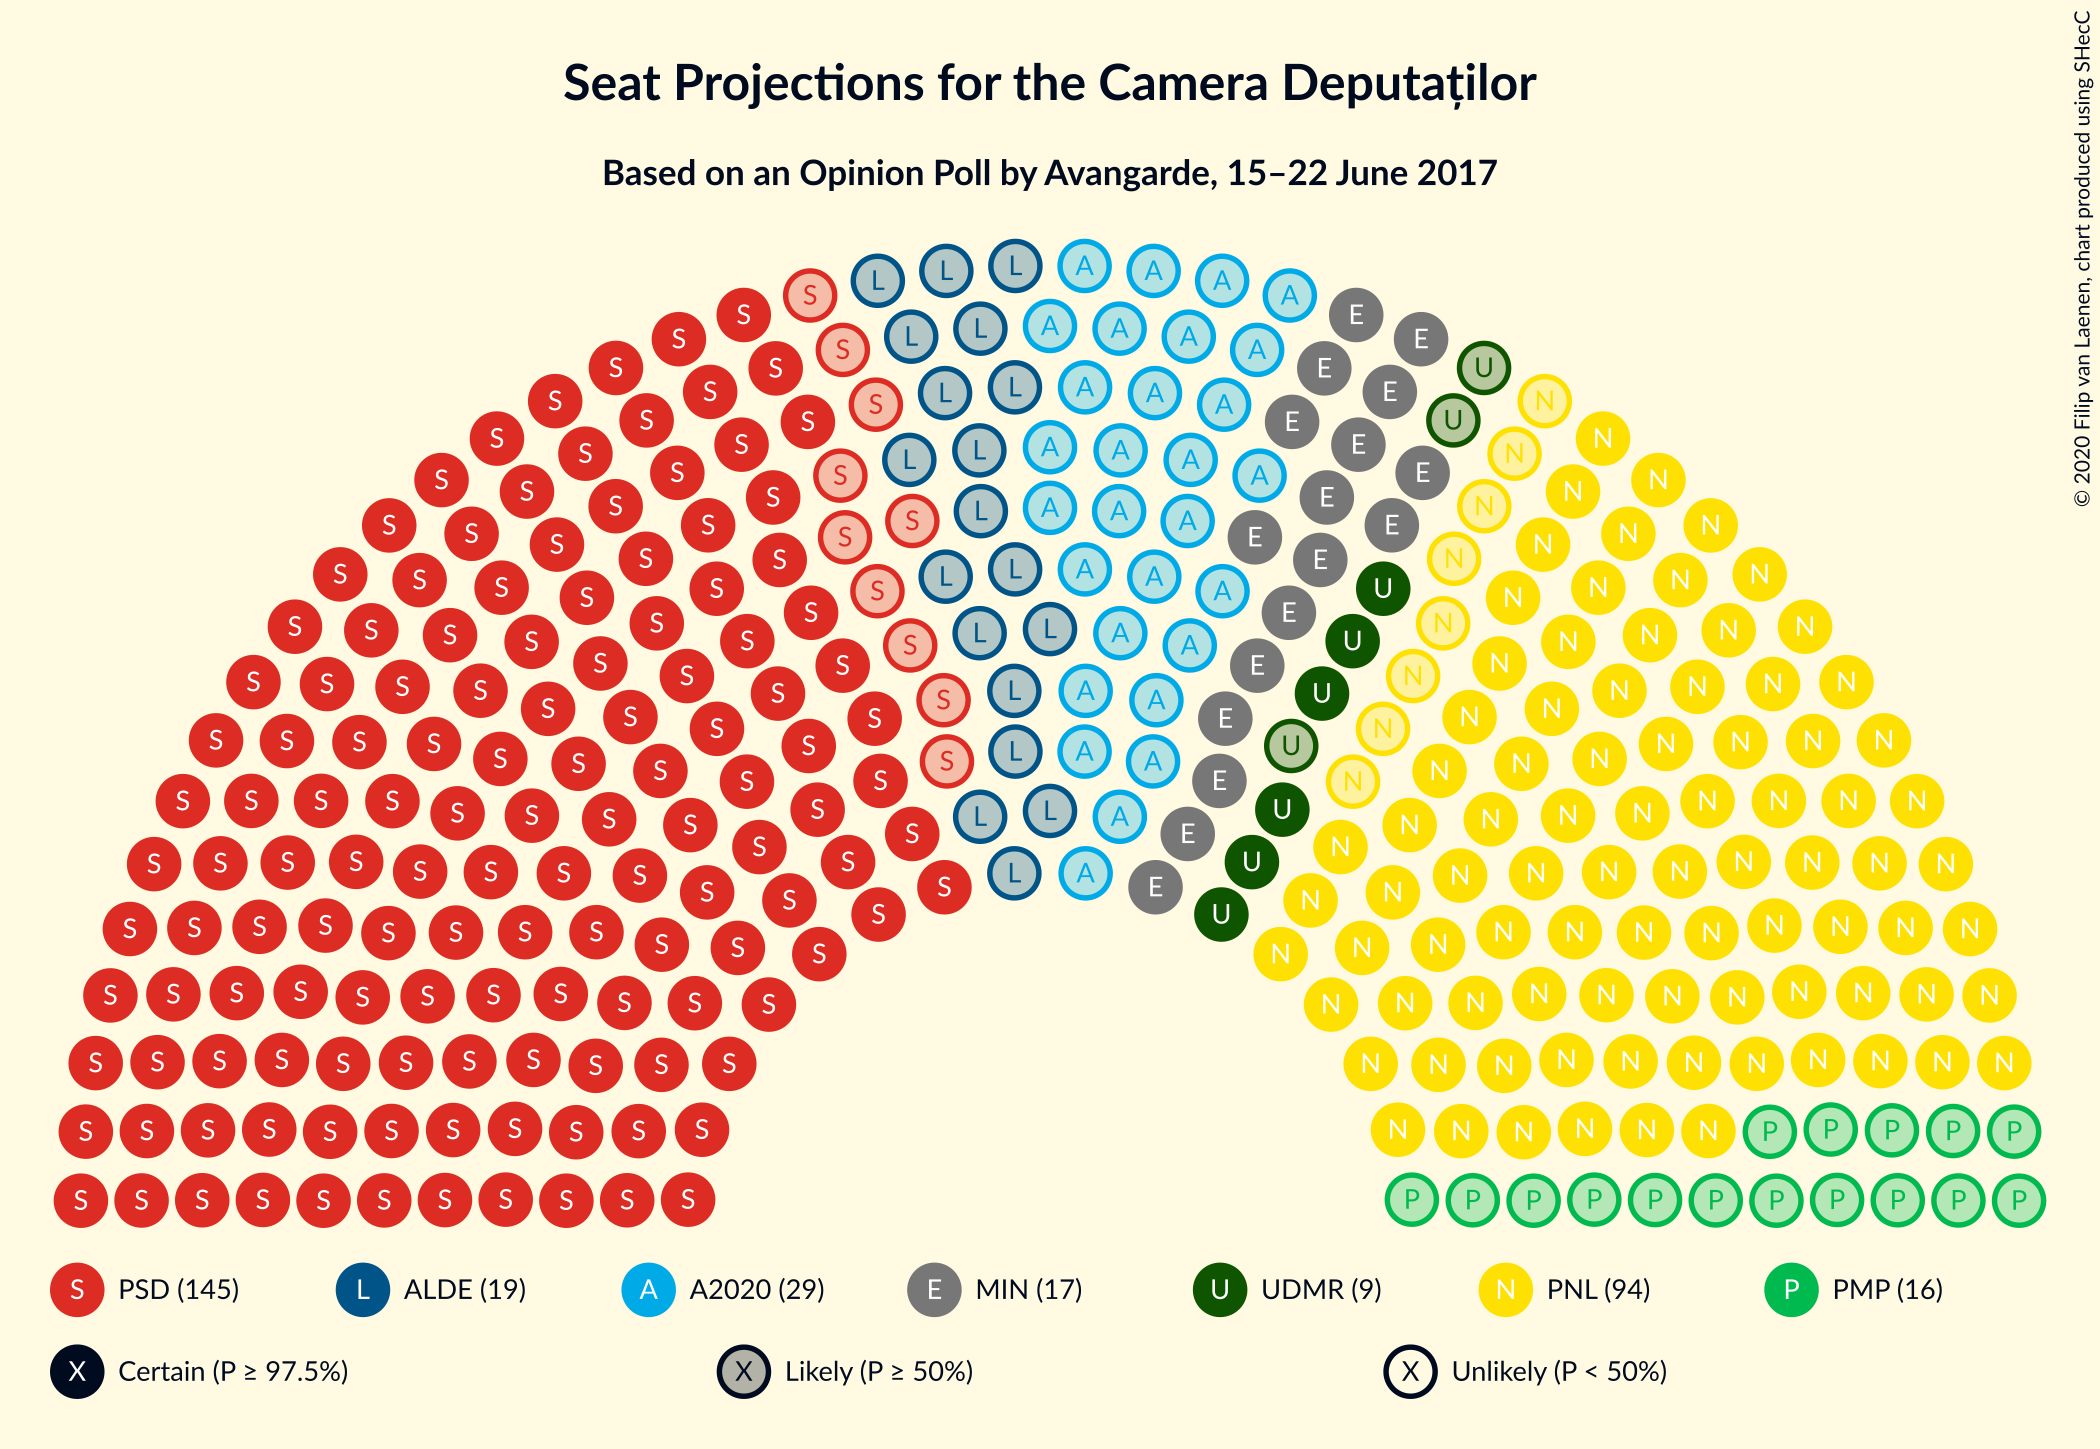 Seat Projections for the Camera Deputaților
Based on an Opinion Poll by Avangarde, 15–22 June 2017
© 2020 Filip van Laenen, chart produced using SHecC
S PSD (145) L ALDE (19) A A2020 (29) E MIN (17) U UDMR (9) N PNL (94) P PMP (16)
X Certain (P ≥ 97.5%) X Likely (P ≥ 50%) X Unlikely (P < 50%)